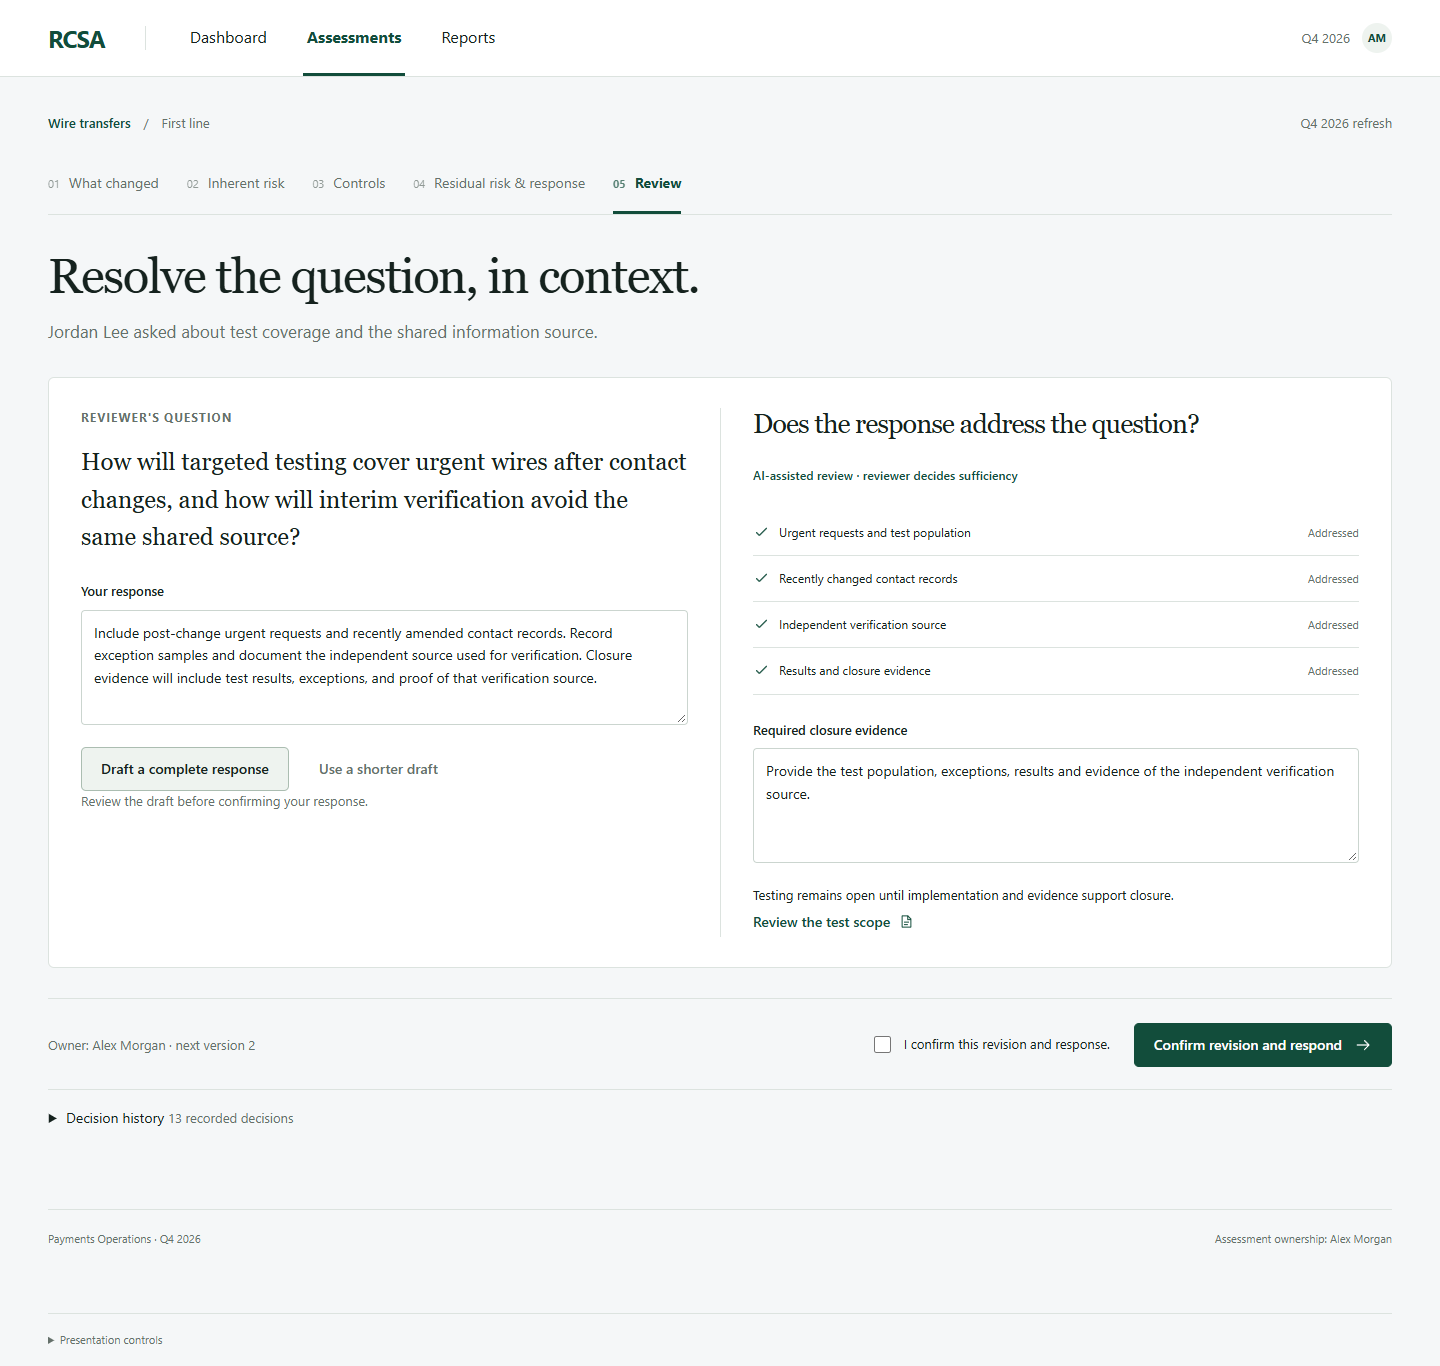 RCSA
Dashboard
Assessments
Reports
Q4 2026
AM
Wire transfers / First line
Q4 2026 refresh
01 What changed
02 Inherent risk
03 Controls
04 Residual risk & response
05 Review
Resolve the question, in context.
Jordan Lee asked about test coverage and the shared information source.
REVIEWER'S QUESTION
How will targeted testing cover urgent wires after contact
changes, and how will interim verification avoid the
same shared source?
Your response
Include post-change urgent requests and recently amended contact records. Record
exception samples and document the independent source used for verification. Closure
evidence will include test results, exceptions, and proof of that verification source.
Draft a complete response
Use a shorter draft
Review the draft before confirming your response.
Does the response address the question?
AI-assisted review · reviewer decides sufficiency
Urgent requests and test population Addressed
Recently changed contact records Addressed
Independent verification source Addressed
Results and closure evidence Addressed
Required closure evidence
Provide the test population, exceptions, results and evidence of the independent verification
source.
Testing remains open until implementation and evidence support closure.
Review the test scope
Owner: Alex Morgan · next version 2
I confirm this revision and response.
Confirm revision and respond
Decision history 13 recorded decisions
Payments Operations · Q4 2026
Assessment ownership: Alex Morgan
Presentation controls